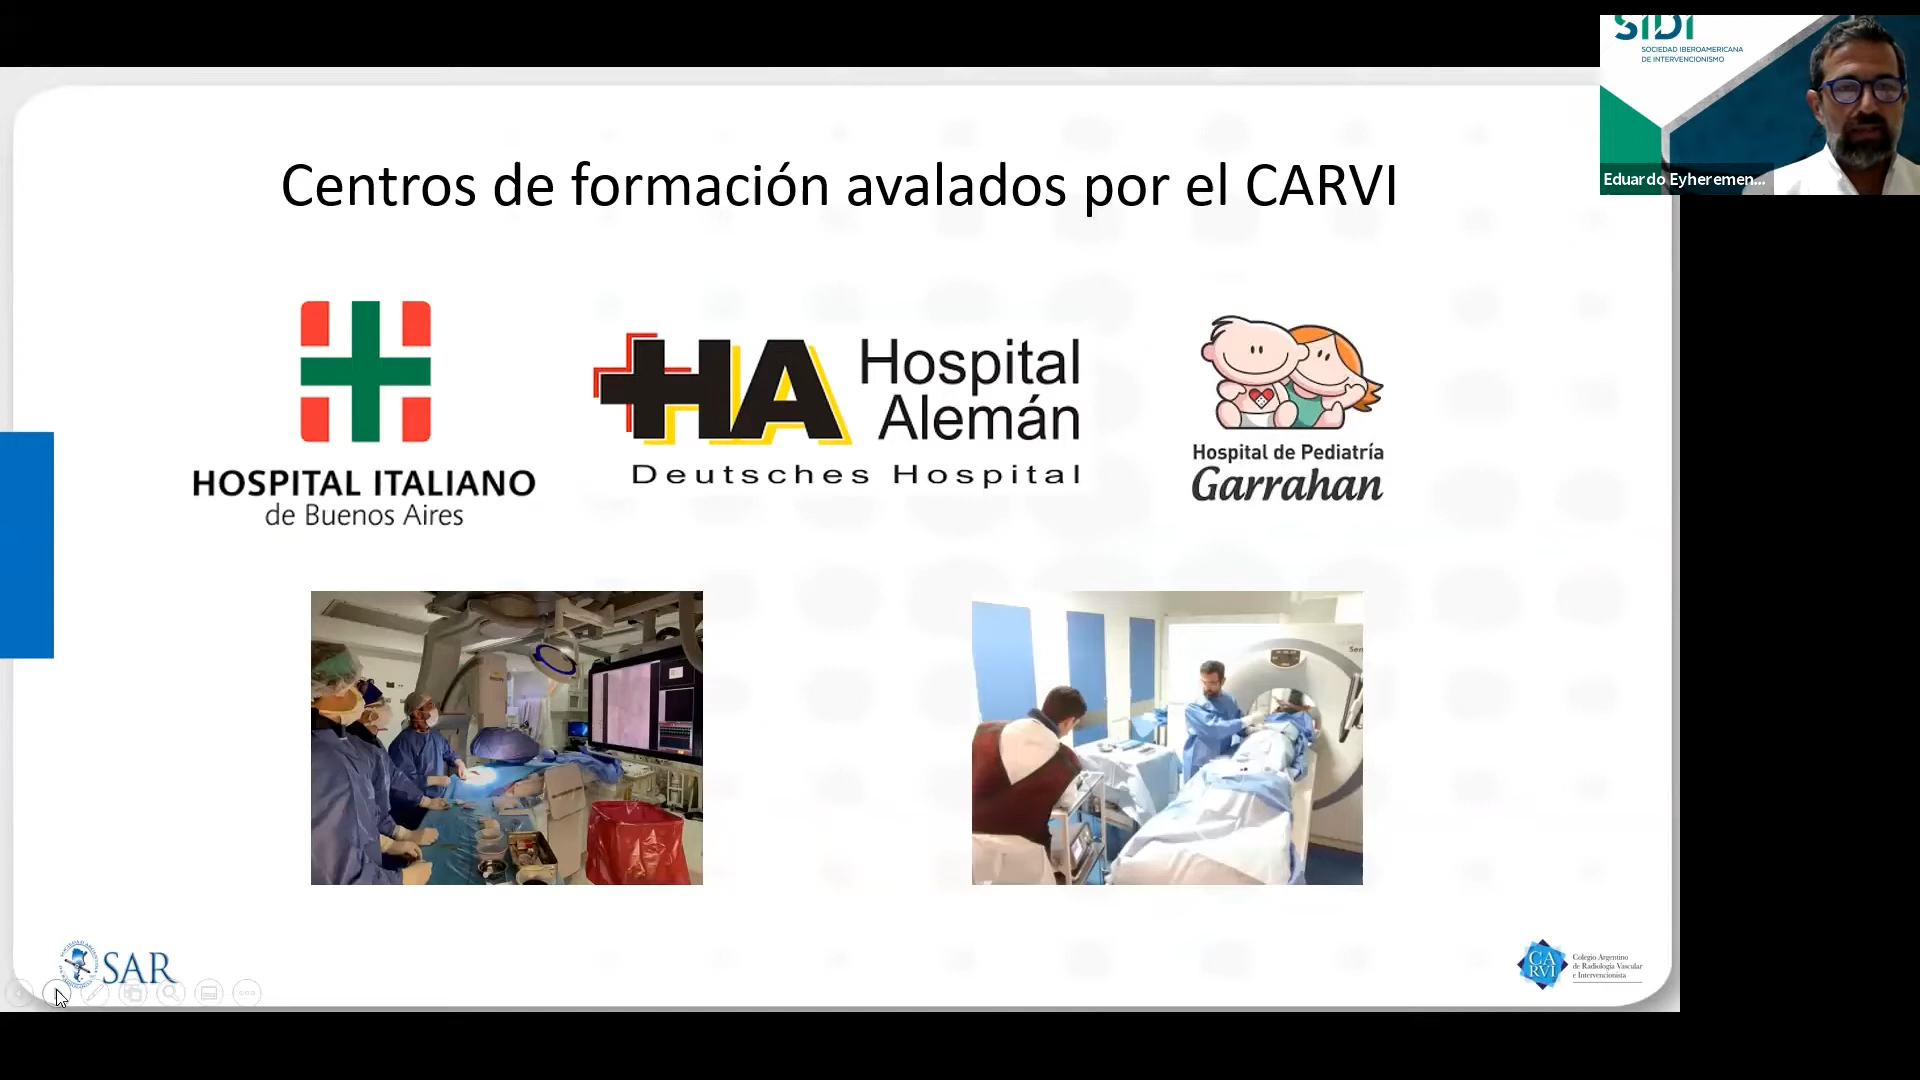 SIDI
SOCIEDAD IBEROAMERICANA
DE INTERVENCIONISMO
Eduardo Eyheremen...
Centros de formación avalados por el CARVI
HOSPITAL ITALIANO
de Buenos Aires
HA
Hospital
Alemán
Deutsches Hospital
Hospital de Pediatría
Garrahan
SAR
CA
RVI
Colegio Argentino
de Radiología Vascular
e Intervencionista